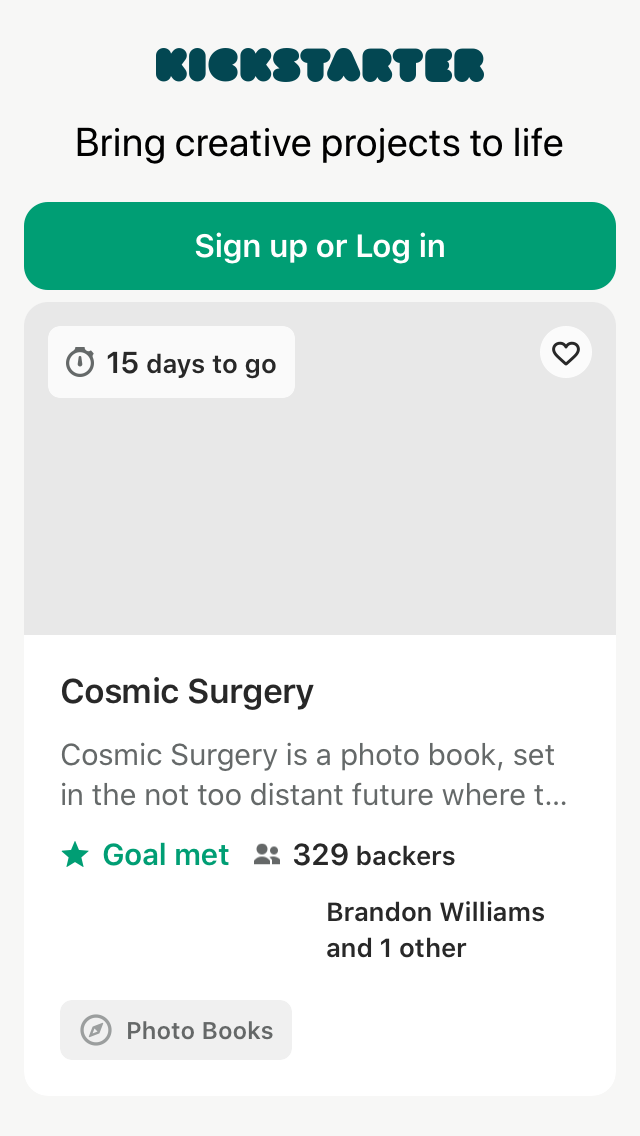 KICKSTARTER
Bring creative projects to life
Sign up or Log in
15 days to go
Cosmic Surgery
Cosmic Surgery is a photo book, set
in the not too distant future where t...
Goal met 329 backers
Brandon Williams
and 1 other
Photo Books